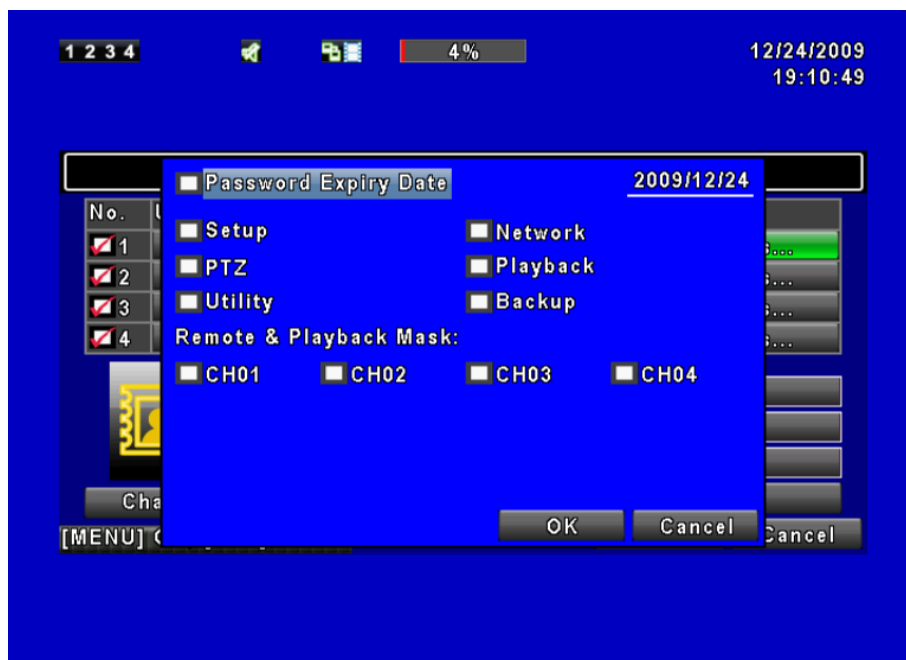 1 2 3 4
4%
12/24/2009
19:10:49
Password Expiry Date
2009/12/24
No.
Setup
Network
1
PTZ
Playback
2
Utility
Backup
3
Remote & Playback Mask:
4
CH01 CH02 CH03 CH04
Cha
OK
Cancel
[MENU]
Cancel